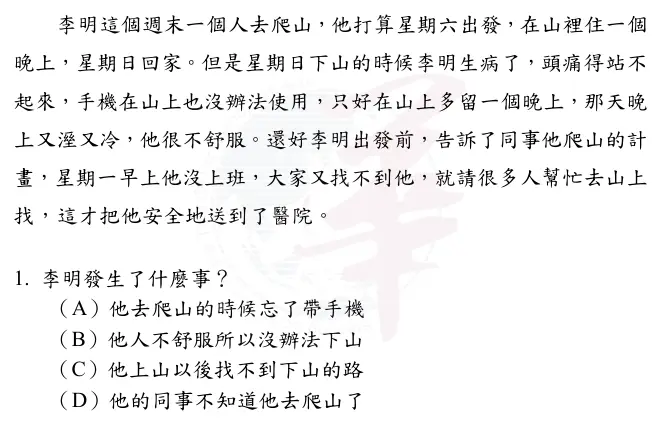 李明這個週末一個人去爬山，他打算星期六出發，在山裡住一個
晚上，星期日回家。但是星期日下山的時候李明生病了，頭痛得站不
起來，手機在山上也沒辦法使用，只好在山上多留一個晚上，那天晚
上又溼又冷，他很不舒服。還好李明出發前，告訴了同事他爬山的計
畫，星期一早上他沒上班，大家又找不到他，就請很多人幫忙去山上
找，這才把他安全地送到了醫院。
1. 李明發生了什麼事？
（A）他去爬山的時候忘了帶手機
（B）他人不舒服所以沒辦法下山
（C）他上山以後找不到下山的路
（D）他的同事不知道他去爬山了